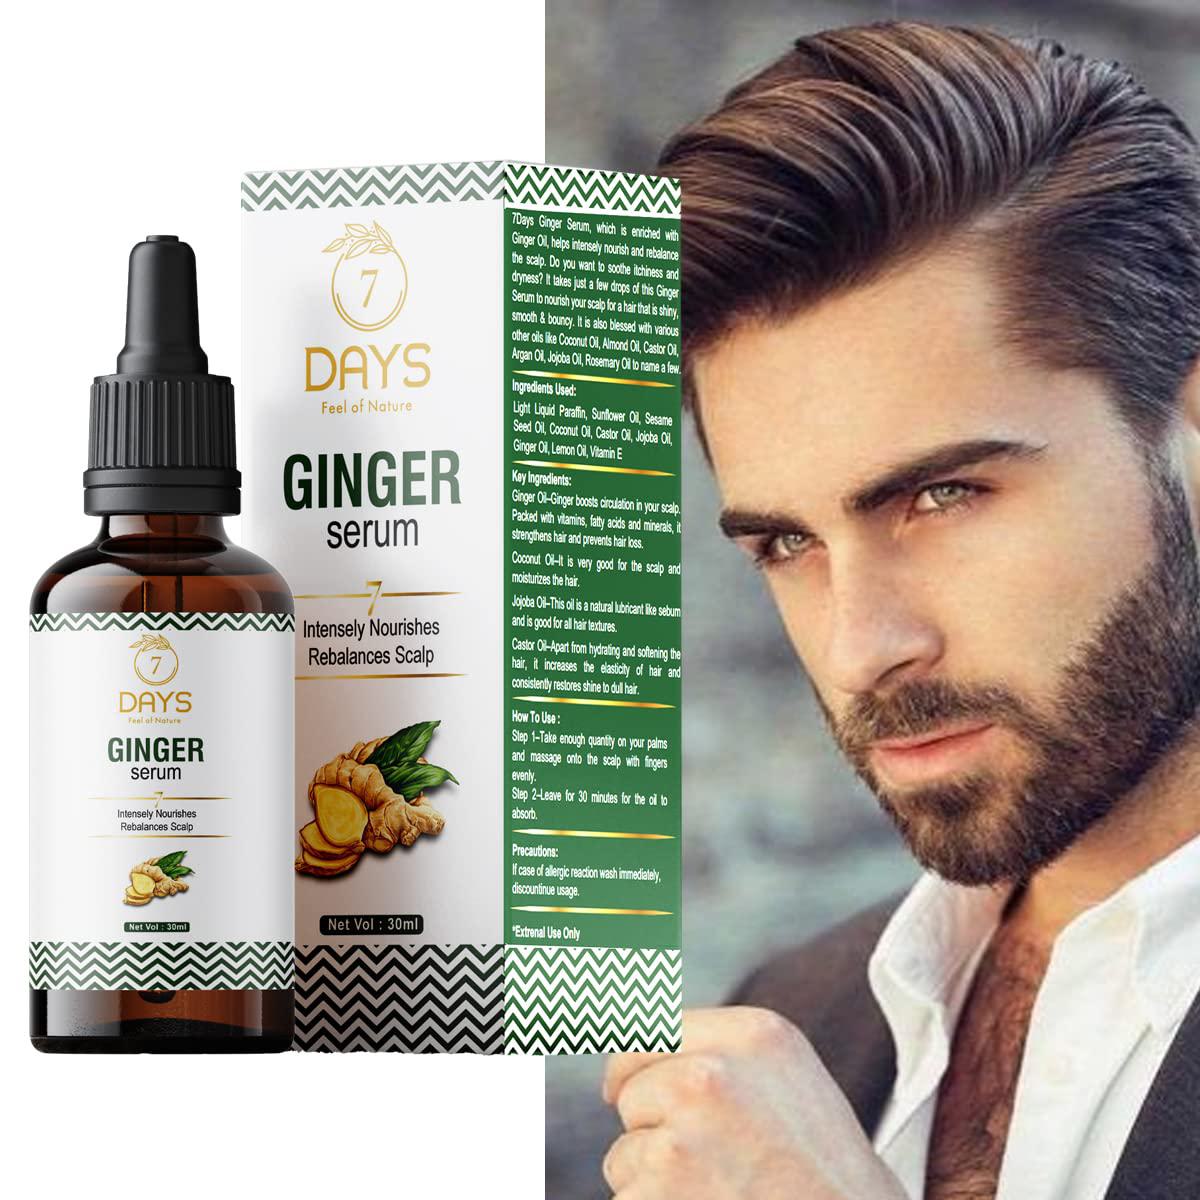 7
DAYS
Feel of Nature
GINGER
serum
7
Intensely Nourishes
Rebalances Scalp
Net Vol : 30ml
7
DAYS
Feel of Nature
GINGER
serum
7
Intensely Nourishes
Rebalances Scalp
Net Vol : 30ml
7Days Ginger Serum, which is enriched with
Ginger Oil, helps intensely nourish and rebalance
the scalp. Do you want to soothe itchiness and
dryness? It takes just a few drops of this Ginger
Serum to nourish your scalp for a hair that is shiny,
smooth & bouncy. It is also blessed with various
other oils like Coconut Oil, Almond Oil, Castor Oil,
Argan Oil, Jojoba Oil, Rosemary Oil to name a few.
Ingredients Used:
Light Liquid Paraffin, Sunflower Oil, Sesame
Seed Oil, Coconut Oil, Castor Oil, Jojoba Oil,
Ginger Oil, Lemon Oil, Vitamin E
Key Ingredients:
Ginger Oil–Ginger boosts circulation in your scalp.
Packed with vitamins, fatty acids and minerals, it
strengthens hair and prevents hair loss.
Coconut Oil–It is very good for the scalp and
moisturizes the hair.
Jojoba Oil–This oil is a natural lubricant like sebum
and is good for all hair textures.
Castor Oil–Apart from hydrating and softening the
hair, it increases the elasticity of hair and
consistently restores shine to dull hair.
How To Use :
Step 1–Take enough quantity on your palms
and massage onto the scalp with fingers
evenly.
Step 2–Leave for 30 minutes for the oil to
absorb.
Precautions:
If case of allergic reaction wash immediately,
discountinue usage.
*Extrenal Use Only